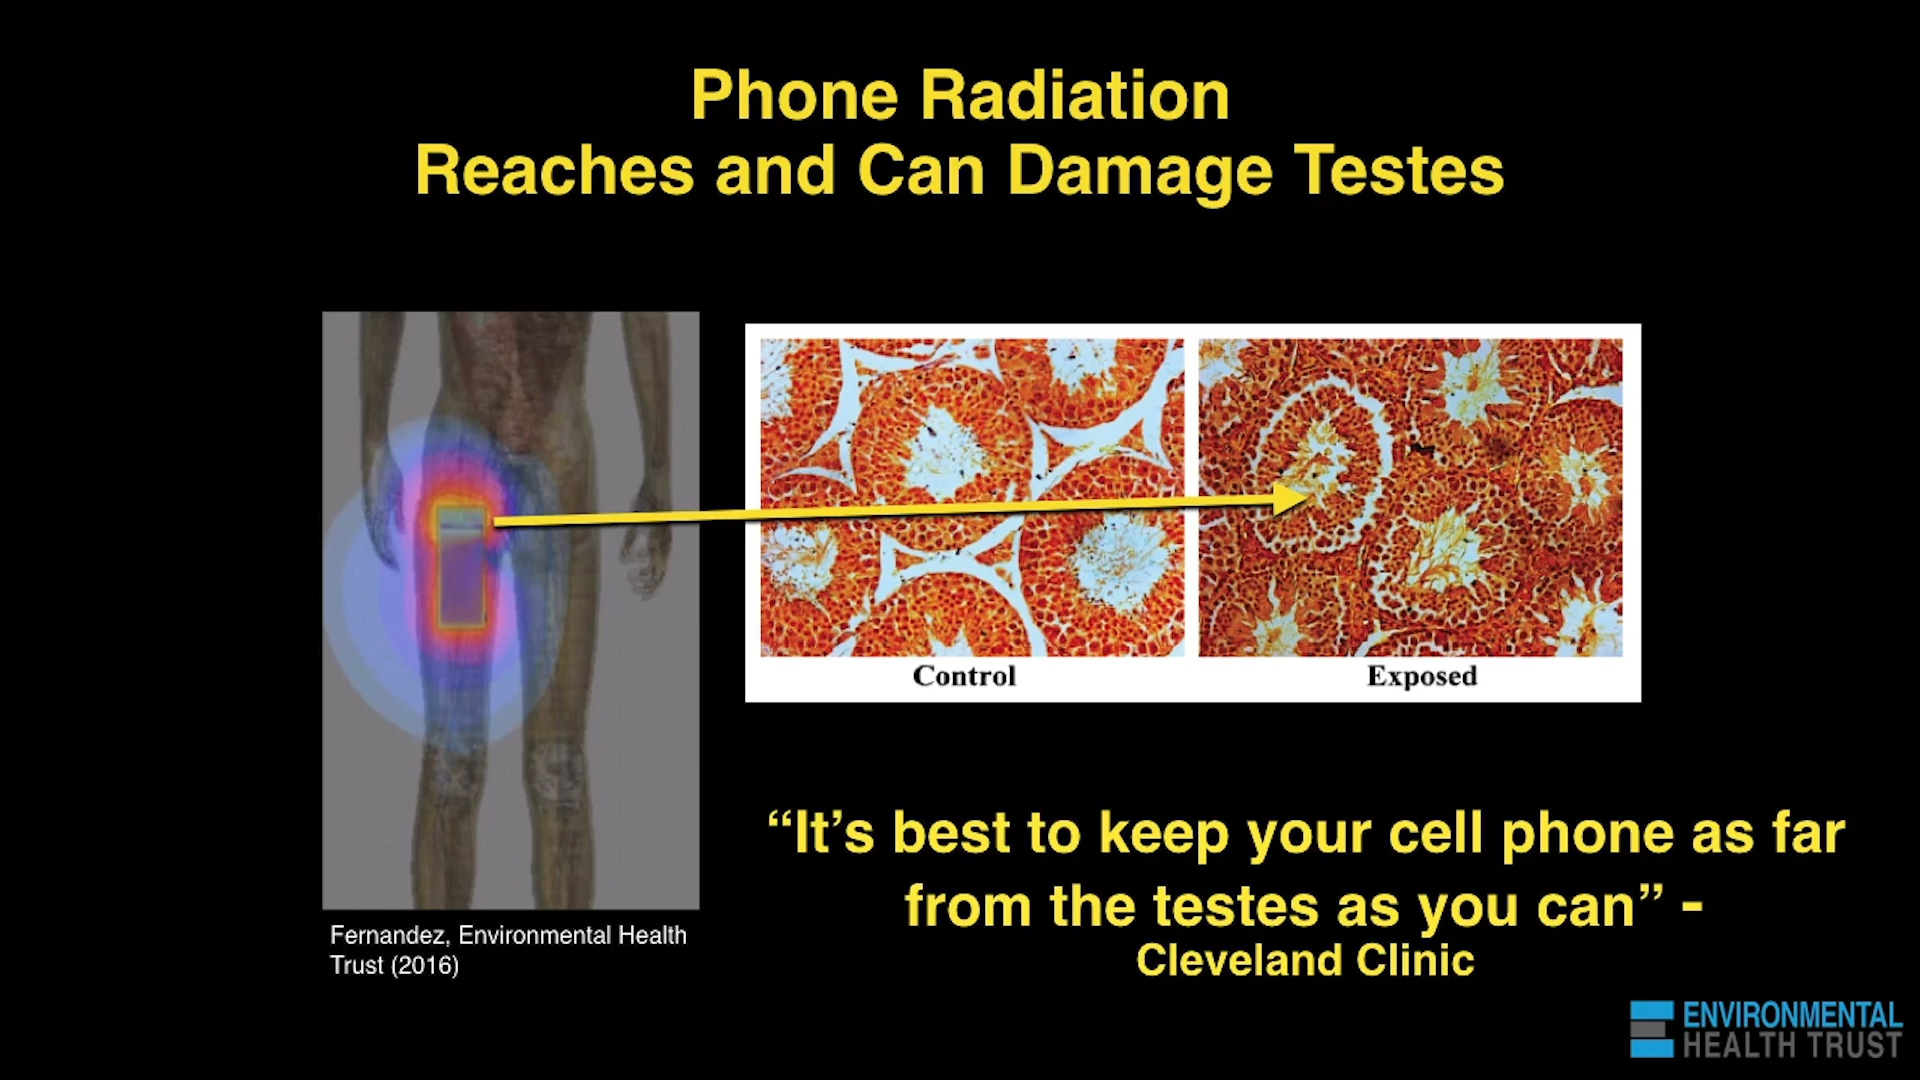 Phone Radiation
Reaches and Can Damage Testes
Control
Exposed
Fernandez, Environmental Health
Trust (2016)
“It’s best to keep your cell phone as far
from the testes as you can” -
Cleveland Clinic
ENVIRONMENTAL
HEALTH TRUST